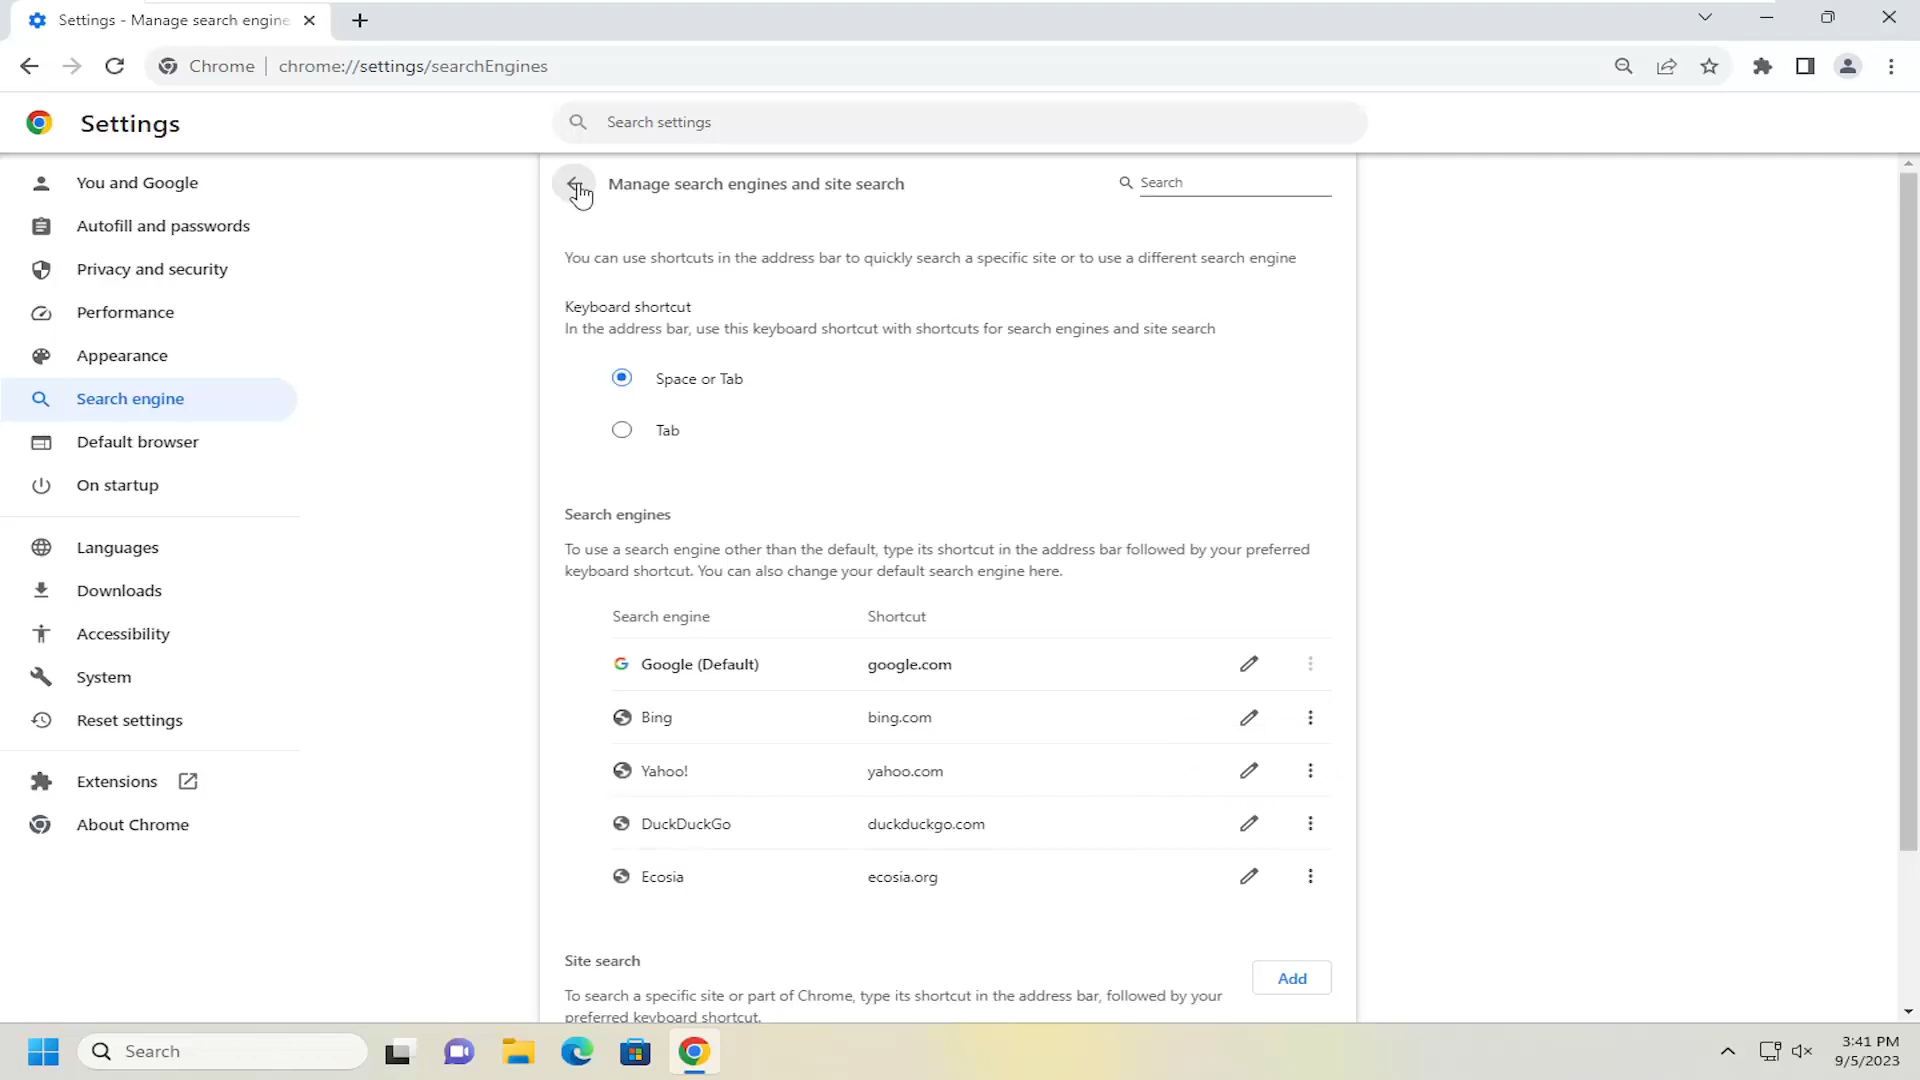 Settings - Manage search engine
Chrome | chrome://settings/searchEngines
Settings
Search settings
You and Google
Autofill and passwords
Privacy and security
Performance
Appearance
Search engine
Default browser
On startup
Languages
Downloads
Accessibility
System
Reset settings
Extensions
About Chrome
Manage search engines and site search
Search
You can use shortcuts in the address bar to quickly search a specific site or to use a different search engine
Keyboard shortcut
In the address bar, use this keyboard shortcut with shortcuts for search engines and site search
Space or Tab
Tab
Search engines
To use a search engine other than the default, type its shortcut in the address bar followed by your preferred
keyboard shortcut. You can also change your default search engine here.
Search engine Shortcut
Google (Default) google.com
Bing bing.com
Yahoo! yahoo.com
DuckDuckGo duckduckgo.com
Ecosia ecosia.org
Site search
Add
To search a specific site or part of Chrome, type its shortcut in the address bar, followed by your
preferred keyboard shortcut.
Search
3:41 PM
9/5/2023